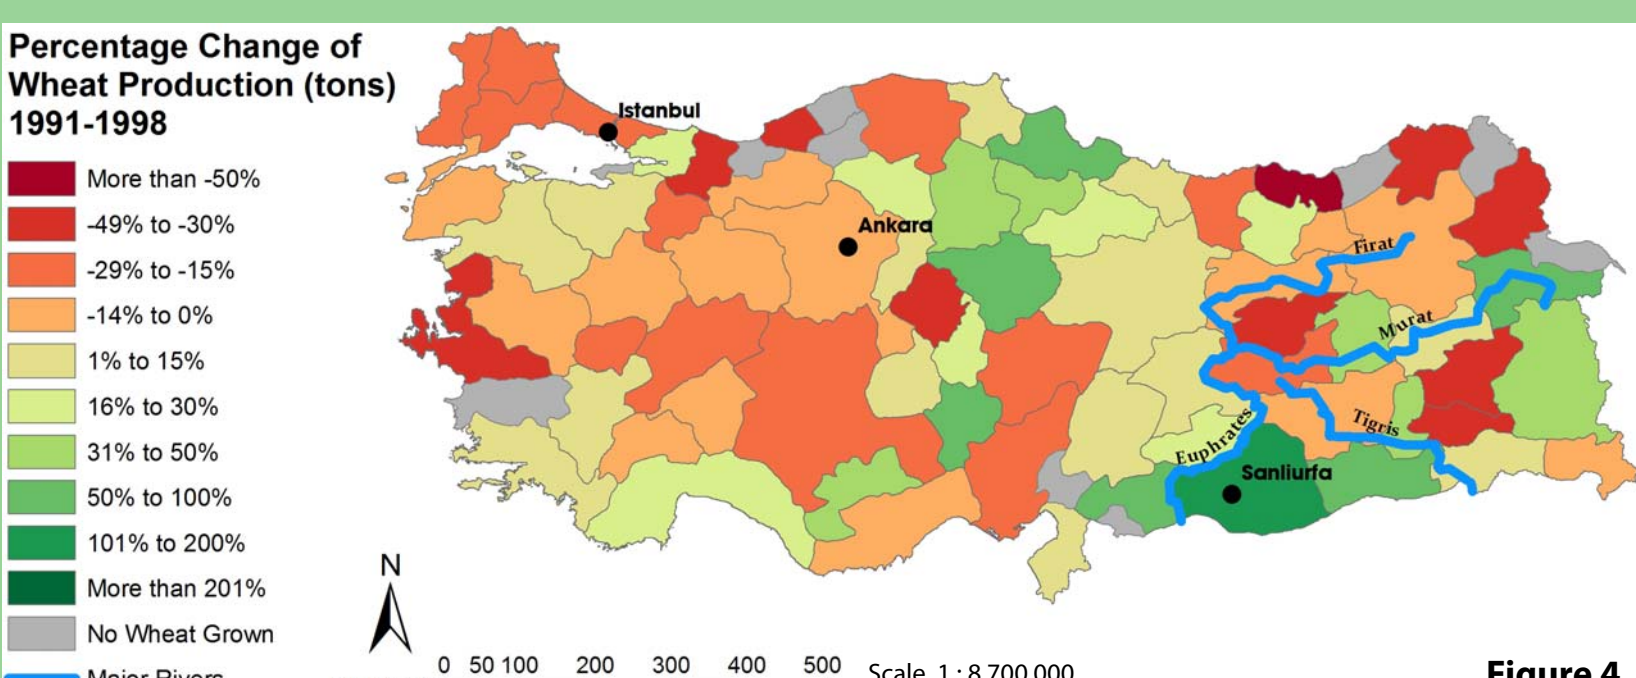 Percentage Change of
Wheat Production (tons)
1991-1998
More than -50%
-49% to -30%
-29% to -15%
-14% to 0%
1% to 15%
16% to 30%
31% to 50%
50% to 100%
101% to 200%
More than 201%
No Wheat Grown
Major Rivers
Istanbul
Ankara
Firat
Murat
Tigris
Euphrates
Sanliurfa
N
0 50 100 200 300 400 500
Scale 1 : 8,700,000
Figure 4